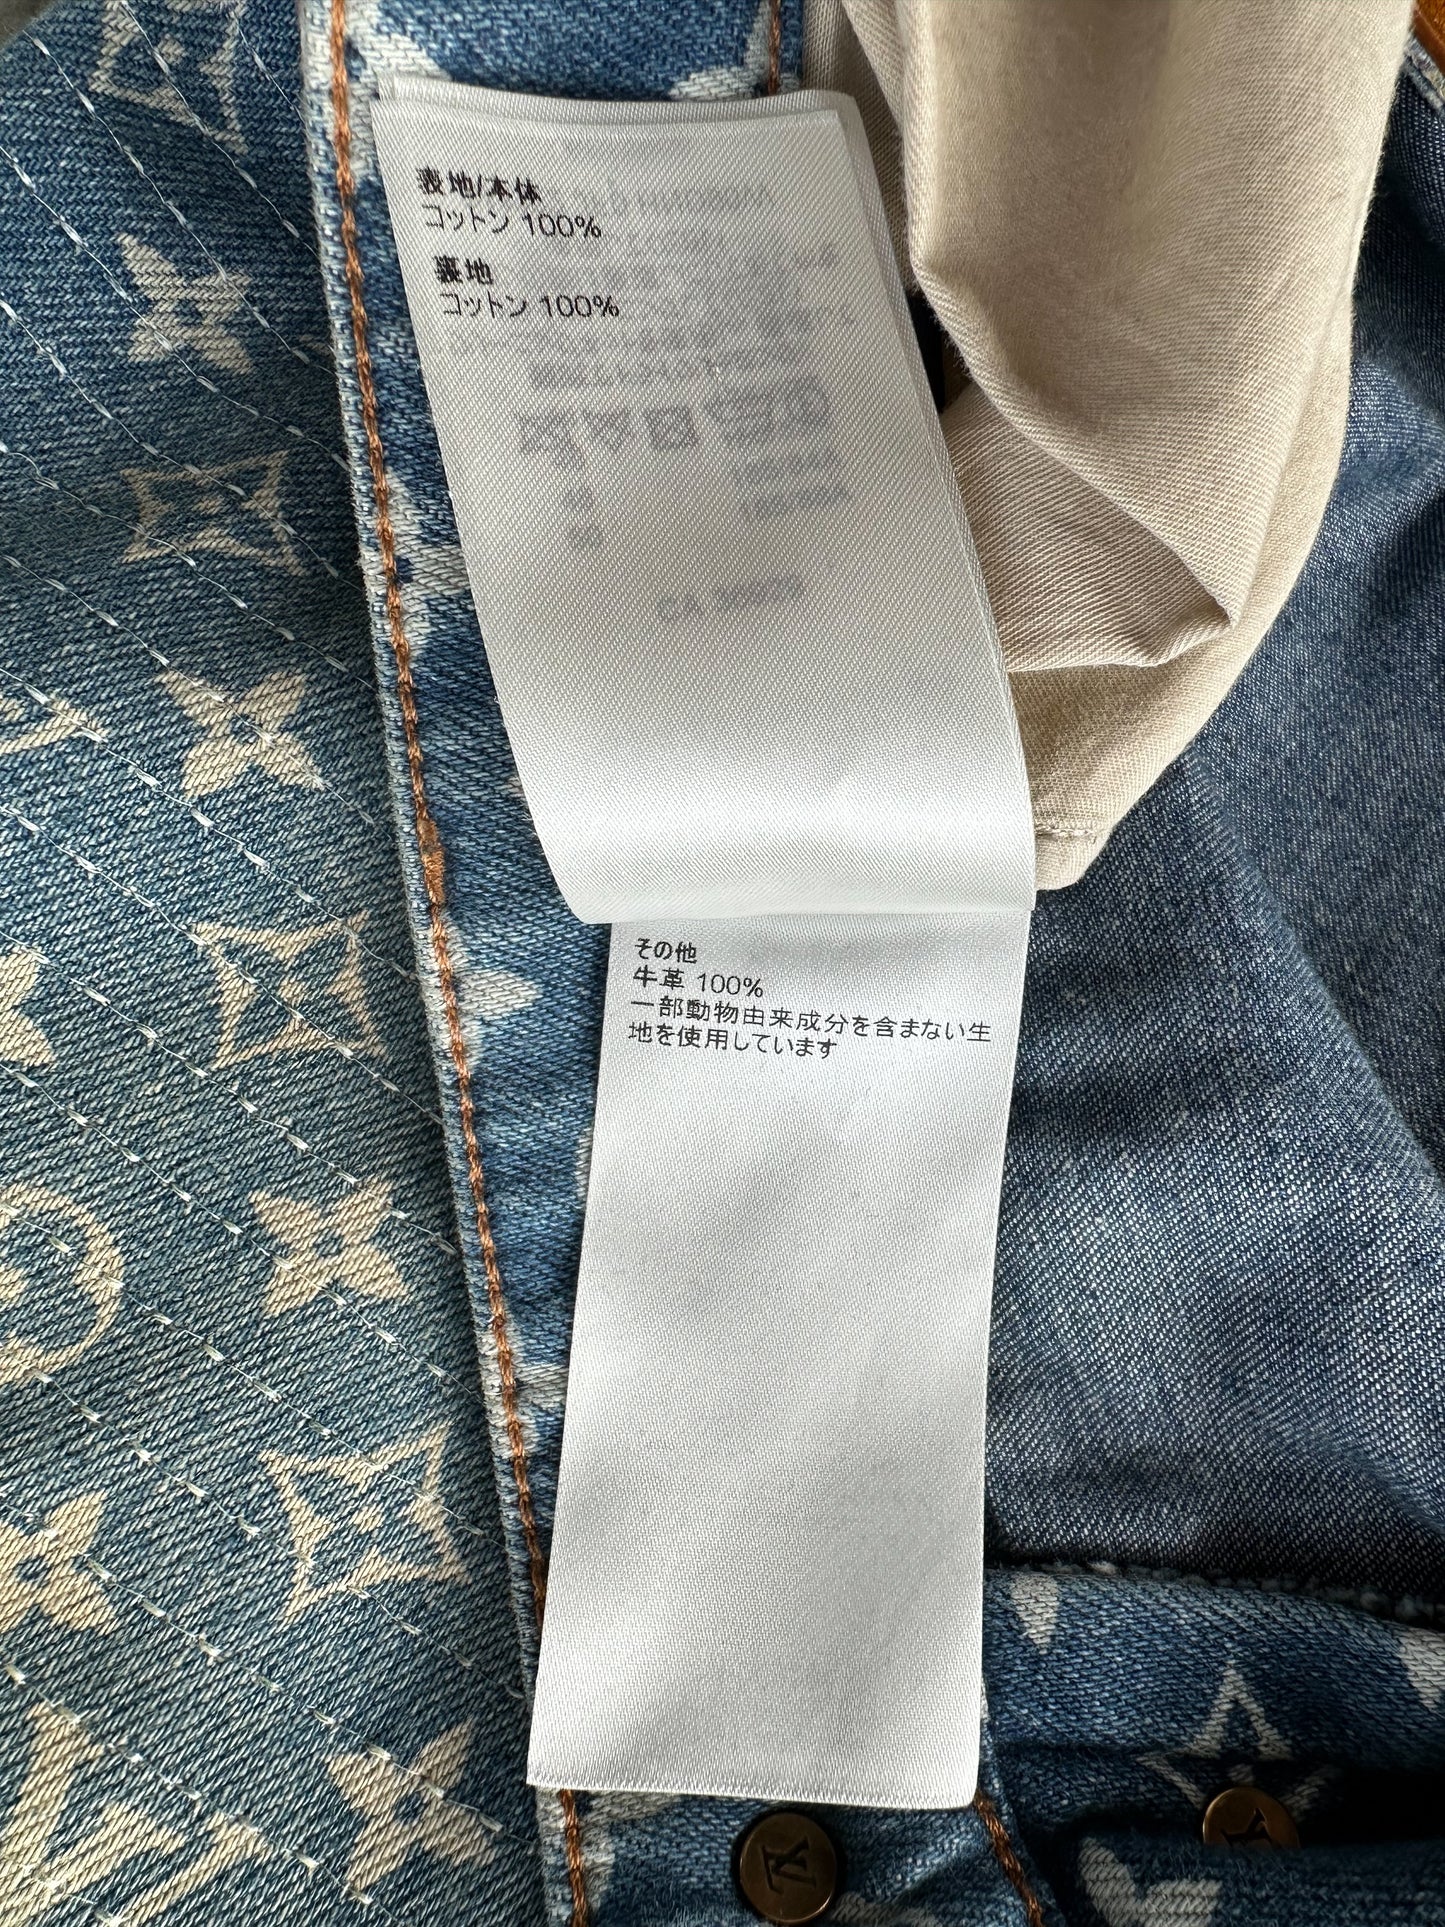 表地/本体
コットン 100%
裏地
コットン 100%
その他
牛革 100%
一部動物由来成分を含まない生
地を使用しています
LV